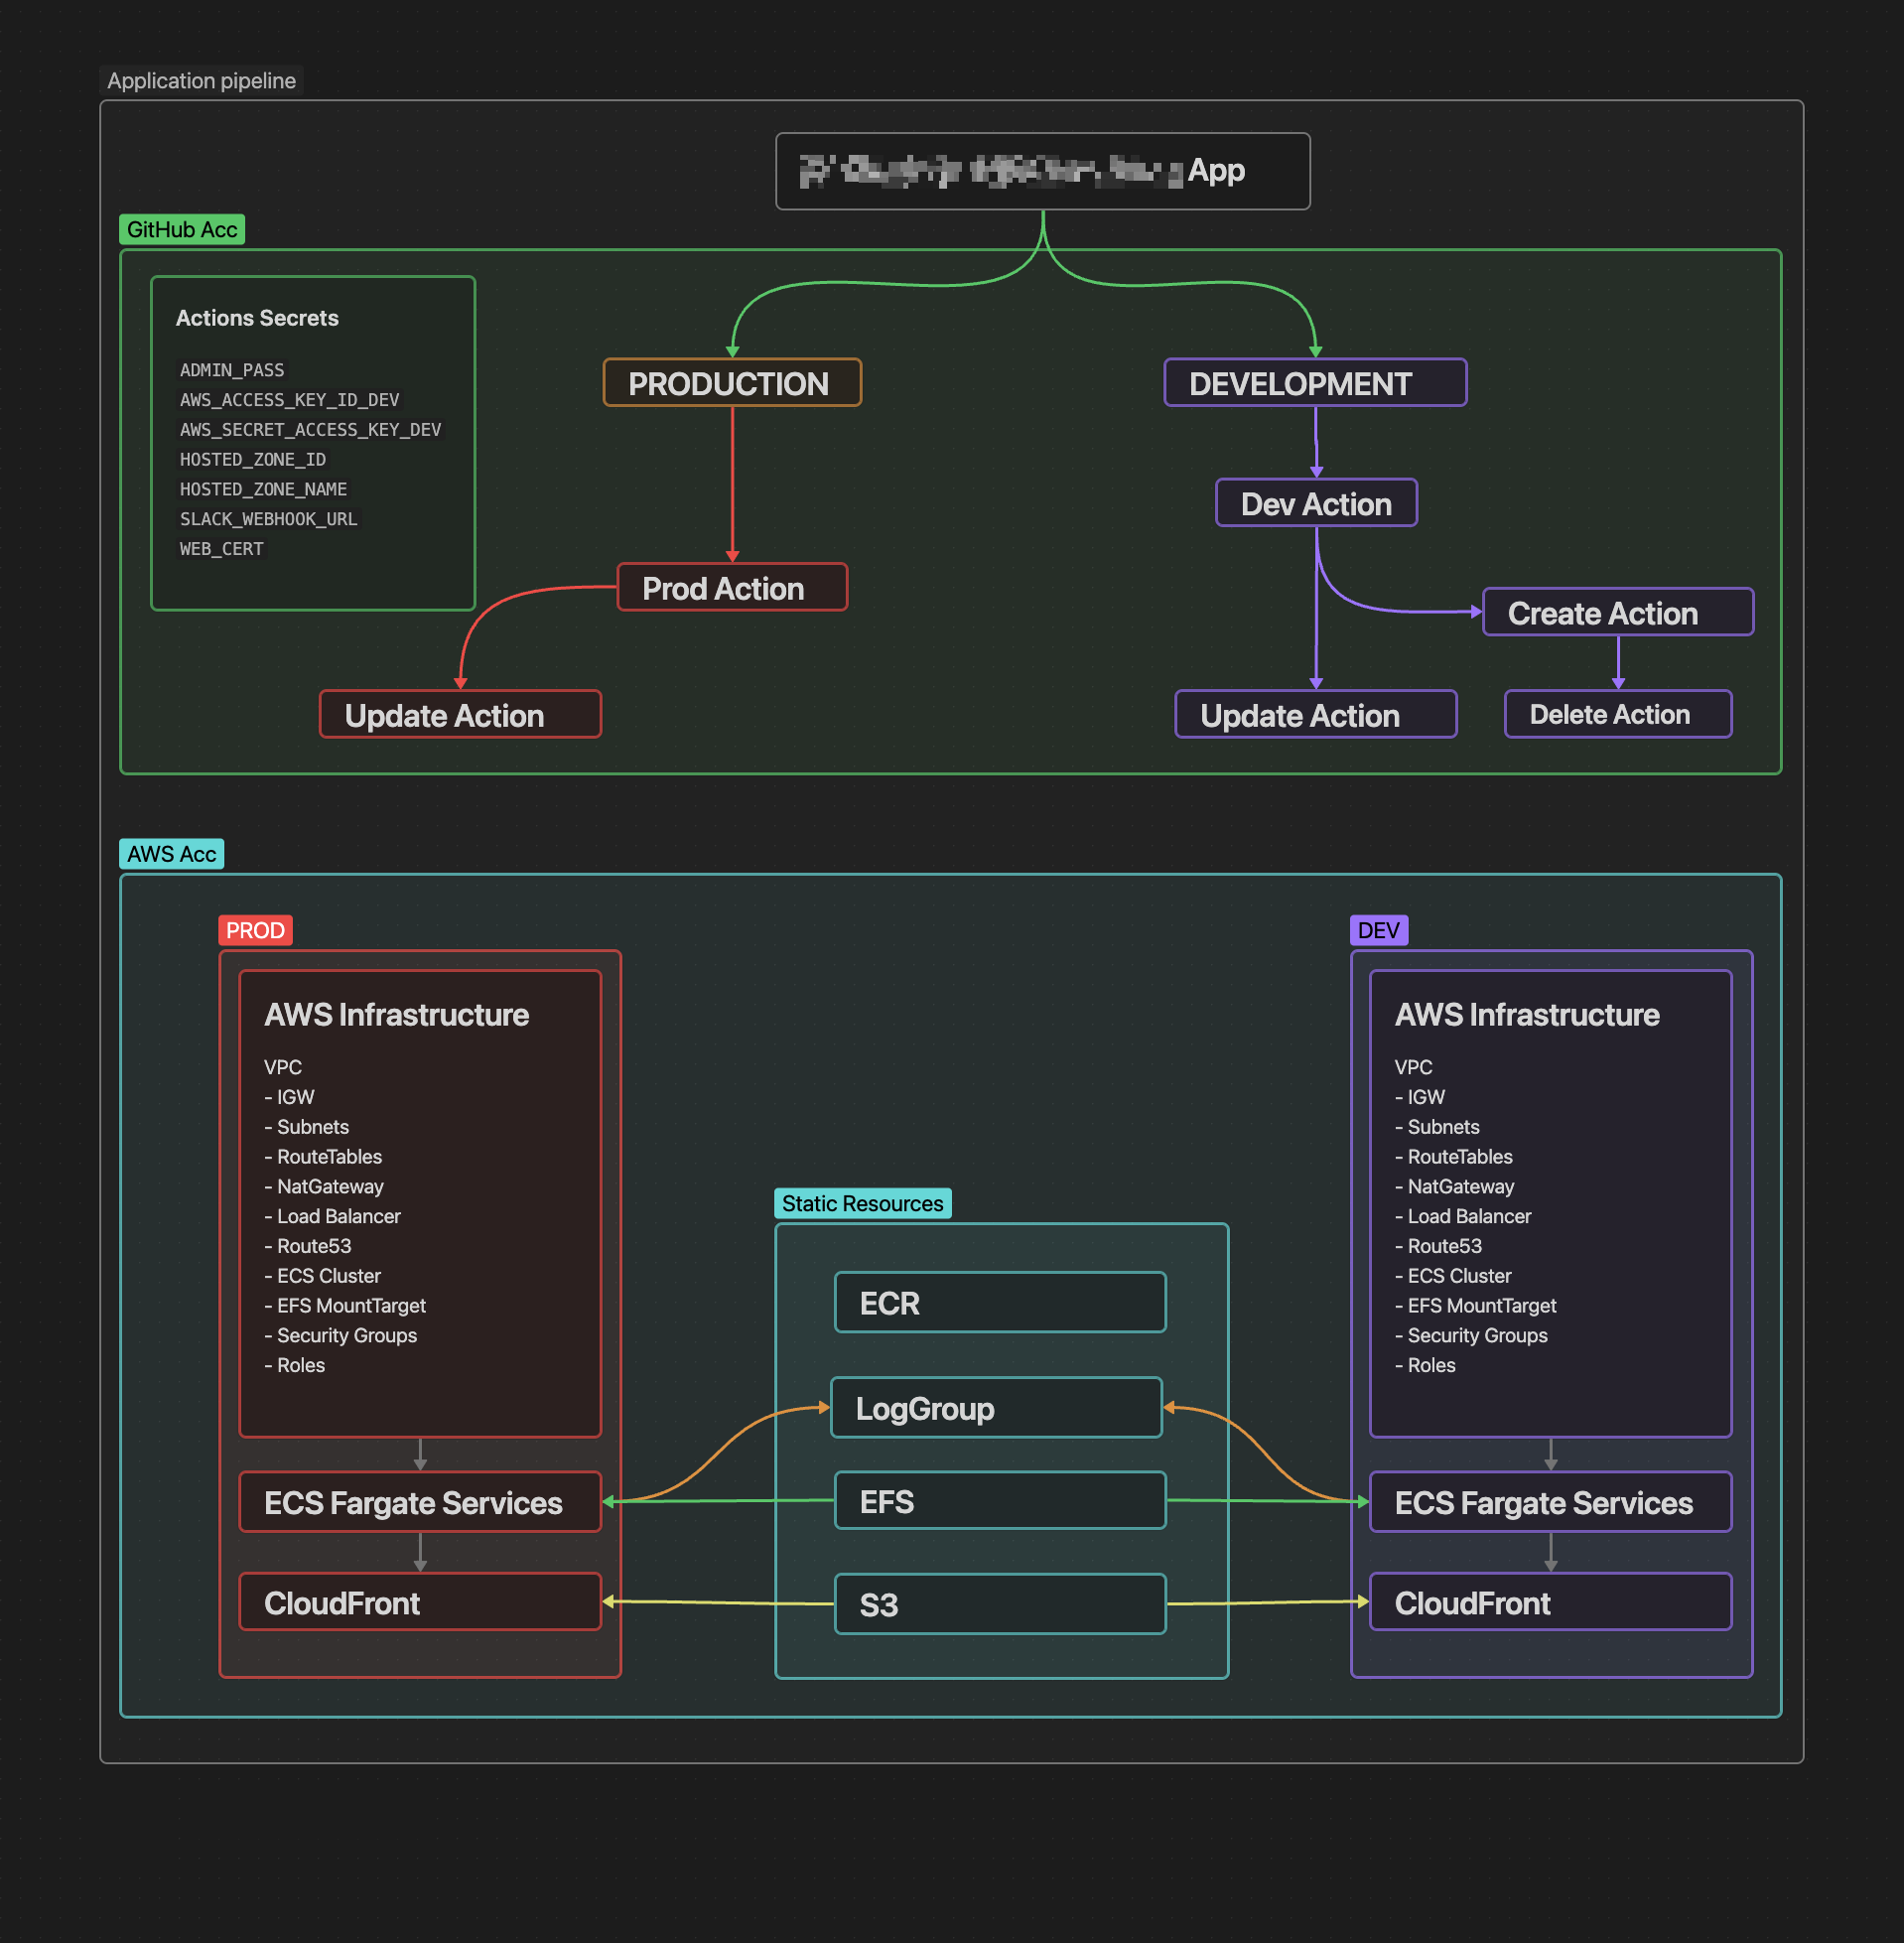 Application pipeline
App
GitHub Acc
Actions Secrets
ADMIN_PASS
AWS_ACCESS_KEY_ID_DEV
AWS_SECRET_ACCESS_KEY_DEV
HOSTED_ZONE_ID
HOSTED_ZONE_NAME
SLACK_WEBHOOK_URL
WEB_CERT
PRODUCTION
DEVELOPMENT
Dev Action
Prod Action
Create Action
Update Action
Update Action
Delete Action
AWS Acc
PROD
AWS Infrastructure
VPC
- IGW
- Subnets
- RouteTables
- NatGateway
- Load Balancer
- Route53
- ECS Cluster
- EFS MountTarget
- Security Groups
- Roles
ECS Fargate Services
CloudFront
Static Resources
ECR
LogGroup
EFS
S3
DEV
AWS Infrastructure
VPC
- IGW
- Subnets
- RouteTables
- NatGateway
- Load Balancer
- Route53
- ECS Cluster
- EFS MountTarget
- Security Groups
- Roles
ECS Fargate Services
CloudFront